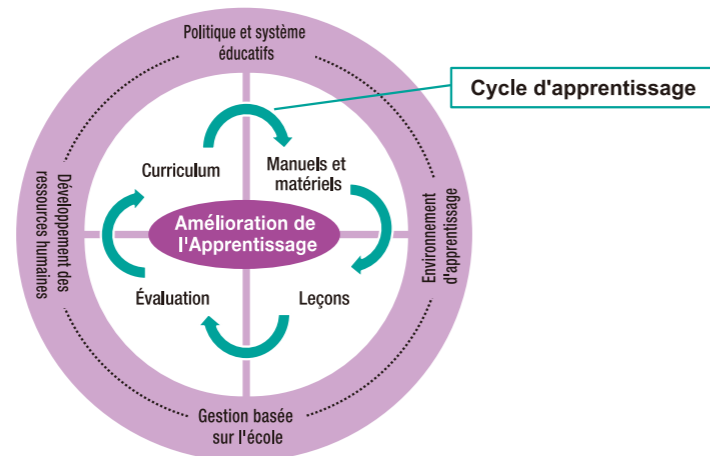 Politique et système
éducatifs
Cycle d'apprentissage
Curriculum
Manuels et
matériels
Développement des
ressources humaines
Amélioration de
l'Apprentissage
Environnement
d'apprentissage
Évaluation
Leçons
Gestion basée
sur l'école